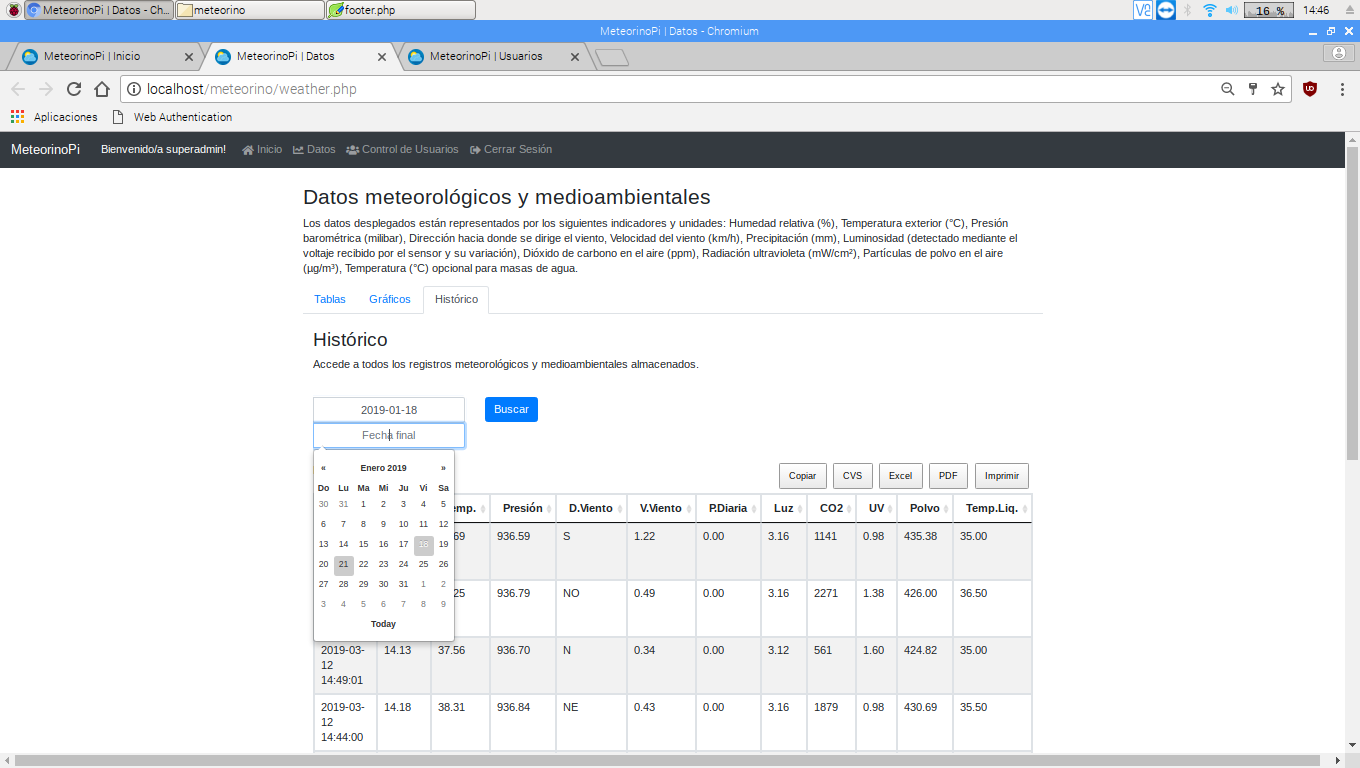 MeteorinoPi | Datos - Ch...
meteorino
footer.php
16 %
14:46
MeteorinoPi | Datos - Chromium
MeteorinoPi | Inicio
MeteorinoPi | Datos
MeteorinoPi | Usuarios
localhost/meteorino/weather.php
Aplicaciones
Web Authentication
MeteorinoPi
Bienvenido/a superadmin!
Inicio
Datos
Control de Usuarios
Cerrar Sesión
Datos meteorológicos y medioambientales
Los datos desplegados están representados por los siguientes indicadores y unidades: Humedad relativa (%), Temperatura exterior (°C), Presión
barométrica (milibar), Dirección hacia donde se dirige el viento, Velocidad del viento (km/h), Precipitación (mm), Luminosidad (detectado mediante el
voltaje recibido por el sensor y su variación), Dióxido de carbono en el aire (ppm), Radiación ultravioleta (mW/cm²), Partículas de polvo en el aire
(µg/m³), Temperatura (°C) opcional para masas de agua.
Tablas
Gráficos
Histórico
Histórico
Accede a todos los registros meteorológicos y medioambientales almacenados.
2019-01-18
Buscar
Fecha final
« Enero 2019 »
Do Lu Ma Mi Ju Vi Sa
30 31 1 2 3 4 5
6 7 8 9 10 11 12
13 14 15 16 17 18 19
20 21 22 23 24 25 26
27 28 29 30 31 1 2
3 4 5 6 7 8 9
Today
Copiar CVS Excel PDF Imprimir
emp. Presión D.Viento V.Viento P.Diaria Luz CO2 UV Polvo Temp.Liq.
69 936.59 S 1.22 0.00 3.16 1141 0.98 435.38 35.00
25 936.79 NO 0.49 0.00 3.16 2271 1.38 426.00 36.50
2019-03-
12
14:49:01
14.13 37.56 936.70 N 0.34 0.00 3.12 561 1.60 424.82 35.00
2019-03-
12
14:44:00
14.18 38.31 936.84 NE 0.43 0.00 3.16 1879 0.98 430.69 35.50